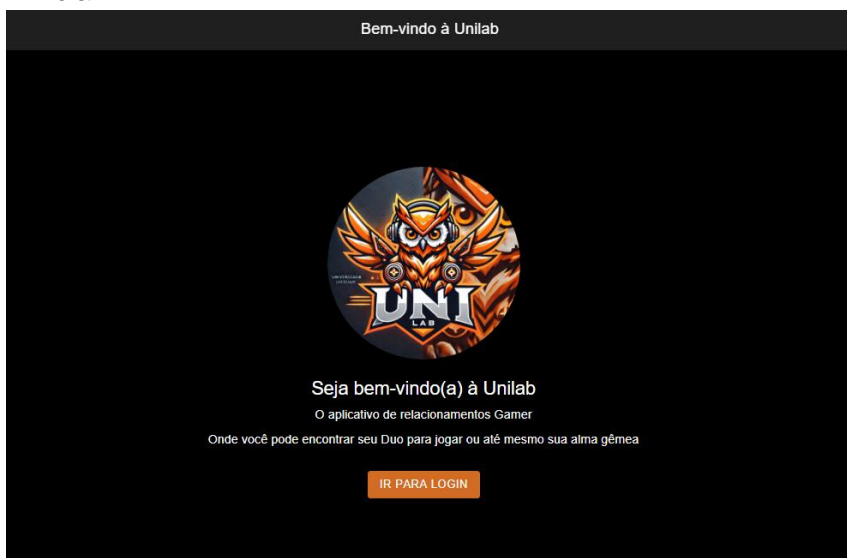 Bem-vindo à Unilab
UNI
LAB
Seja bem-vindo(a) à Unilab
O aplicativo de relacionamentos Gamer
Onde você pode encontrar seu Duo para jogar ou até mesmo sua alma gêmea
IR PARA LOGIN